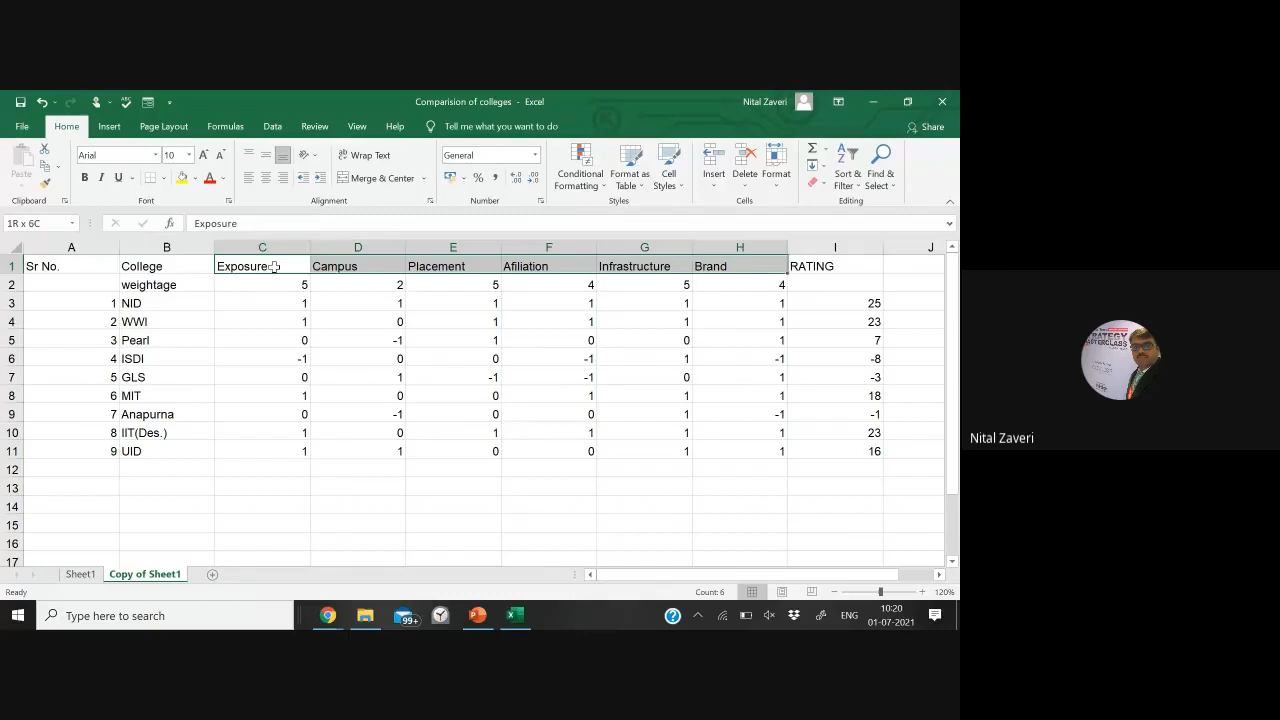 Comparision of colleges - Excel
Nital Zaveri
File Home Insert Page Layout Formulas Data Review View Help Tell me what you want to do Share
Paste Arial 10 Wrap Text General Conditional Formatting Format as Table Cell Styles Insert Delete Format Sort & Filter Find & Select
B I U Merge & Center
Clipboard Font Alignment Number Styles Cells Editing
1R x 6C fx Exposure
A B C D E F G H I J
1 Sr No. College Exposure Campus Placement Afiliation Infrastructure Brand RATING
2 weightage 5 2 5 4 5 4
3 1 NID 1 1 1 1 1 1 25
4 2 WWI 1 0 1 1 1 1 23
5 3 Pearl 0 -1 1 0 0 1 7
6 4 ISDI -1 0 0 -1 1 -1 -8
7 5 GLS 0 1 -1 -1 0 1 -3
8 6 MIT 1 0 0 1 1 1 18
9 7 Anapurna 0 -1 0 0 1 -1 -1
10 8 IIT(Des.) 1 0 1 1 1 1 23
11 9 UID 1 1 0 0 1 1 16
12
13
14
15
16
17
Sheet1 Copy of Sheet1
Ready Count: 6 120%
Type here to search 99+ ENG 10:20
01-07-2021
Nital Zaveri